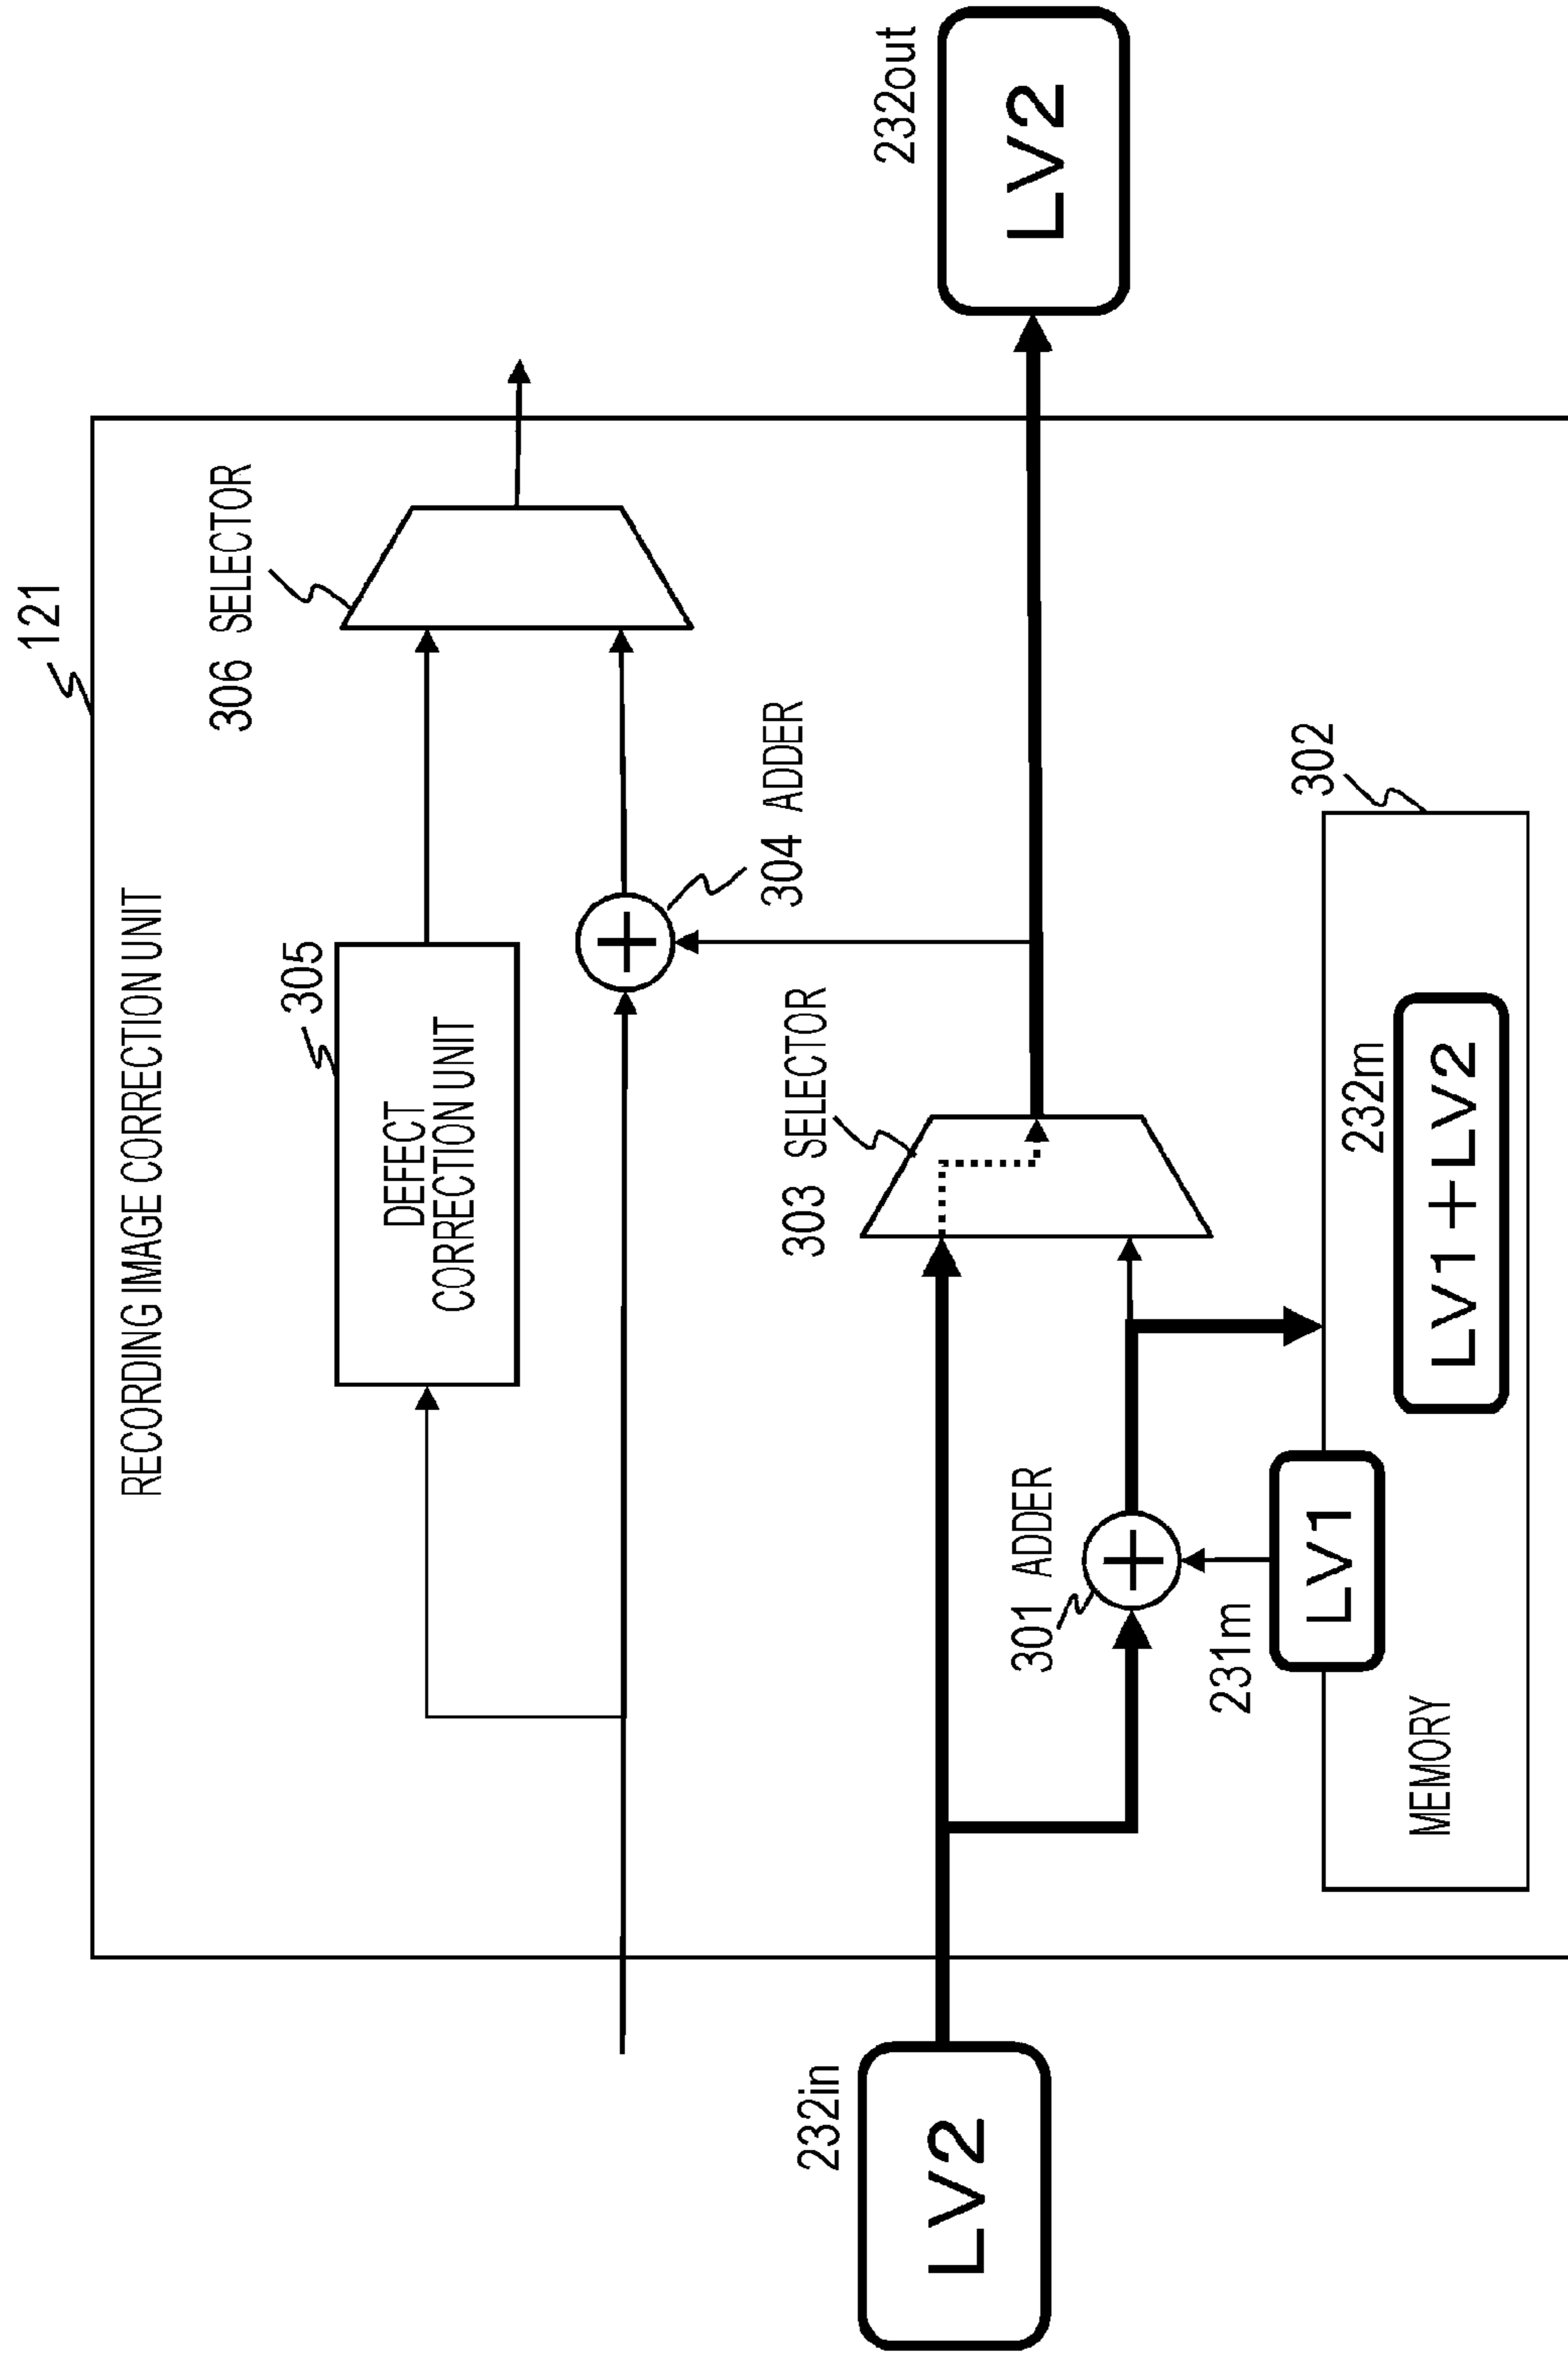 121
RECORDING IMAGE CORRECTION UNIT
306 SELECTOR
305
DEFECT
CORRECTION UNIT
304 ADDER
303 SELECTOR
232in
LV2
232out
LV2
301 ADDER
231m
LV1
302
232m
LV1+LV2
MEMORY